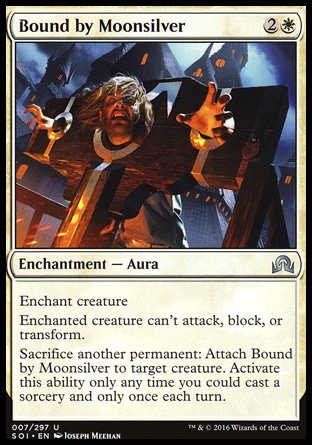 Bound by Moonsilver 2
Enchantment — Aura
Enchant creature
Enchanted creature can't attack, block, or
transform.
Sacrifice another permanent: Attach Bound
by Moonsilver to target creature. Activate
this ability only any time you could cast a
sorcery and only once each turn.
007/297 U
SOI • EN Joseph Meehan
™ & © 2016 Wizards of the Coast